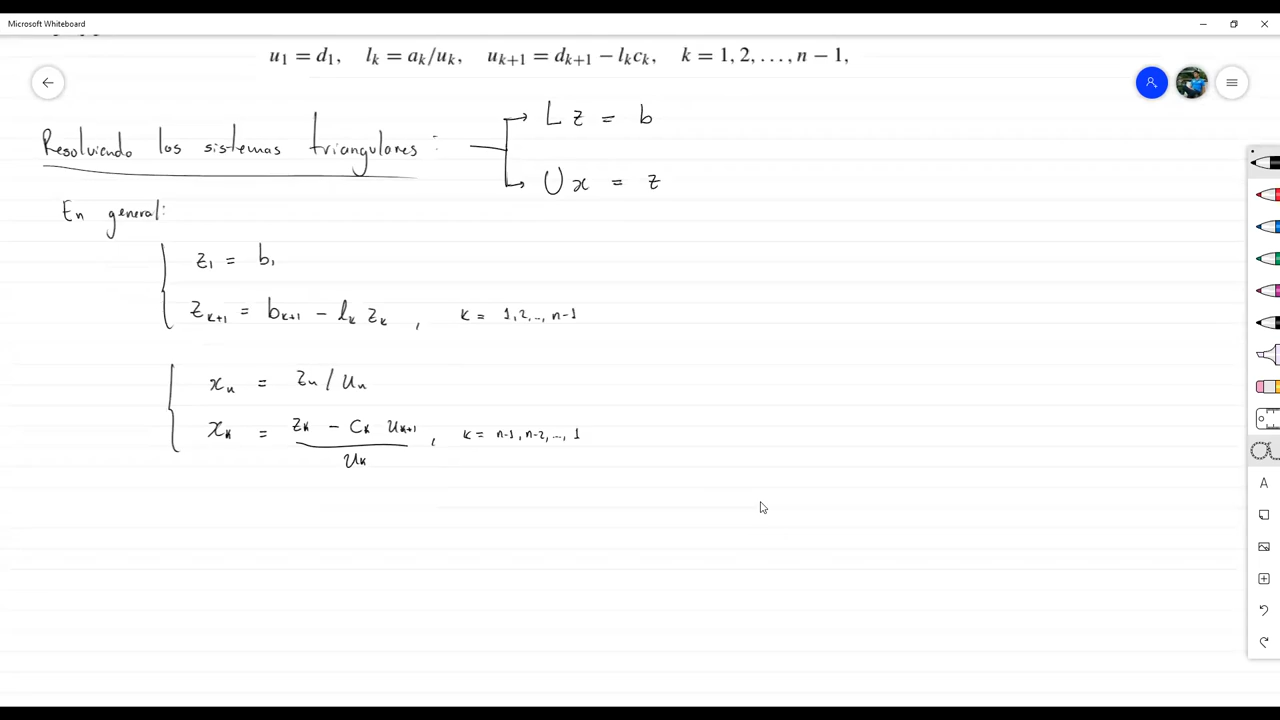 Microsoft Whiteboard
u₁ = d₁, lₖ = aₖ/uₖ, uₖ₊₁ = dₖ₊₁ − lₖcₖ, k = 1, 2, . . . , n − 1,
Resolviendo los sistemas triangulares :
L z = b
U x = z
En general:
z₁ = b₁
zₖ₊₁ = bₖ₊₁ − lₖ zₖ , k = 1,2,..., n-1
xₙ = zₙ / uₙ
xₖ = (zₖ − cₖ uₖ₊₁) / uₖ , k = n-1, n-2, ..., 1
A